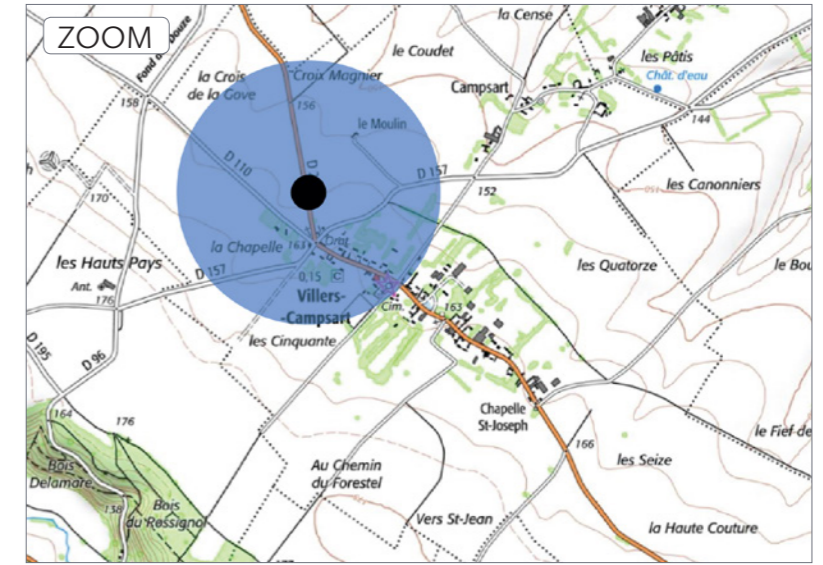 ZOOM
Fond de Douze
la Cense
le Coudet
les Pâtis
Chât. d'eau
la Crois
de la Gove
Croix Magnier
Campsart
158
156
le Moulin
144
D 110
D 157
152
les Canonniers
170
la Chapelle
163
les Hauts Pays
Ant.
176
D 157
0,15
Villers-
-Campsart
Cim.
163
les Quatorze
le Bou
D 195
D 96
les Cinquante
164
176
Chapelle
St-Joseph
166
le Fief de
Bois
Delamare
Au Chemin
du Forestel
les Seize
138
Bois
du Rossignol
Vers St-Jean
la Haute Couture